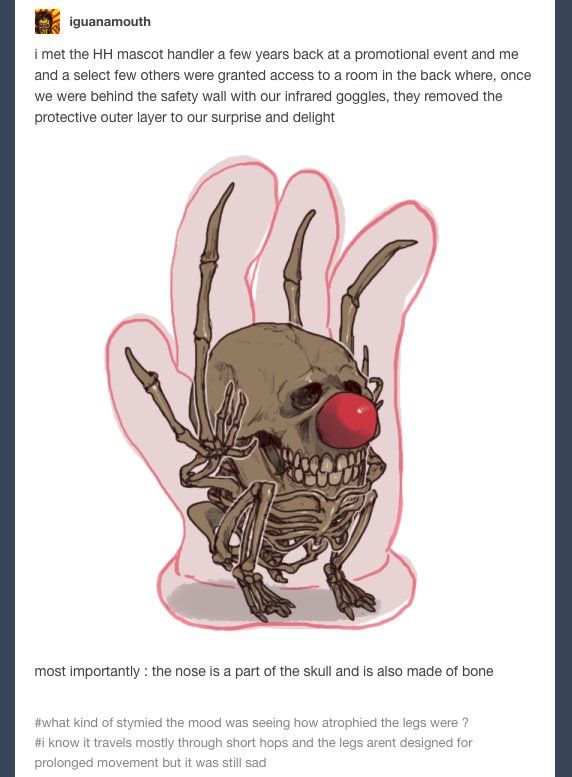 iguanamouth
i met the HH mascot handler a few years back at a promotional event and me
and a select few others were granted access to a room in the back where, once
we were behind the safety wall with our infrared goggles, they removed the
protective outer layer to our surprise and delight
most importantly : the nose is a part of the skull and is also made of bone
#what kind of stymied the mood was seeing how atrophied the legs were ?
#i know it travels mostly through short hops and the legs arent designed for
prolonged movement but it was still sad